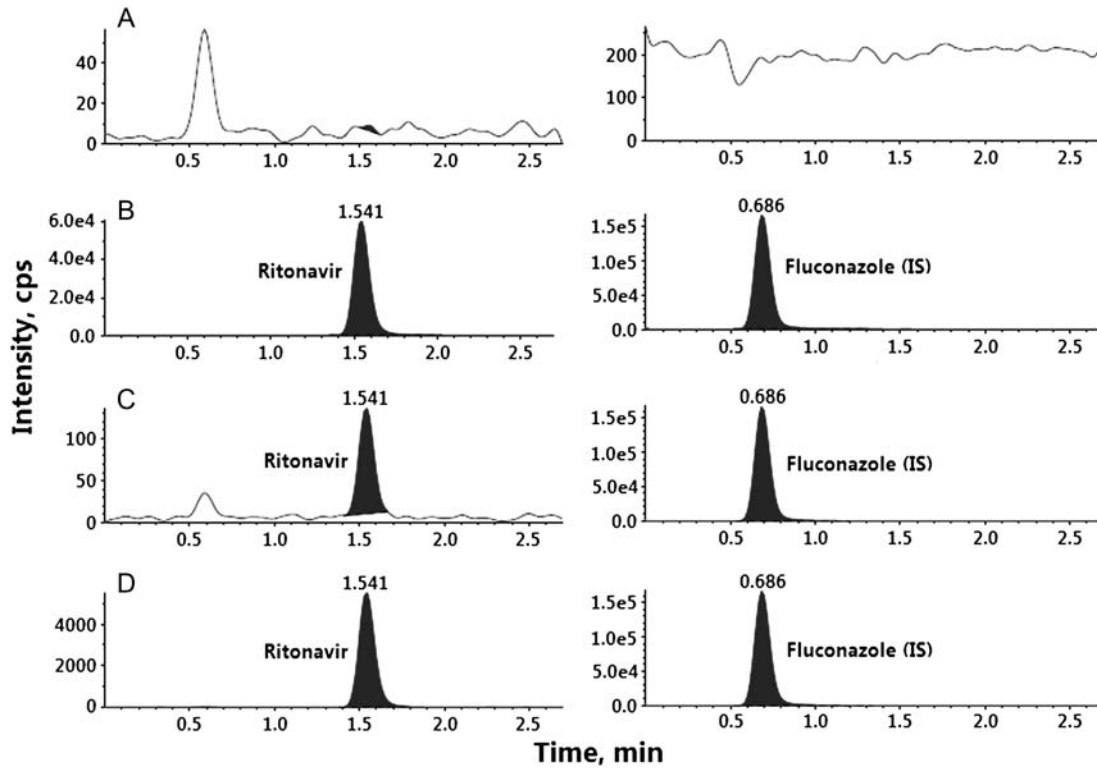 A
40
20
0
0.5 1.0 1.5 2.0 2.5
200
100
0
0.5 1.0 1.5 2.0 2.5
B
1.541
6.0e4
4.0e4
2.0e4
0.0
Ritonavir
0.5 1.0 1.5 2.0 2.5
0.686
1.5e5
1.0e5
5.0e4
0.0
Fluconazole (IS)
0.5 1.0 1.5 2.0 2.5
Intensity, cps
C
1.541
100
50
0
Ritonavir
0.5 1.0 1.5 2.0 2.5
0.686
1.5e5
1.0e5
5.0e4
0.0
Fluconazole (IS)
0.5 1.0 1.5 2.0 2.5
D
1.541
4000
2000
0
Ritonavir
0.5 1.0 1.5 2.0 2.5
0.686
1.5e5
1.0e5
5.0e4
0.0
Fluconazole (IS)
0.5 1.0 1.5 2.0 2.5
Time, min